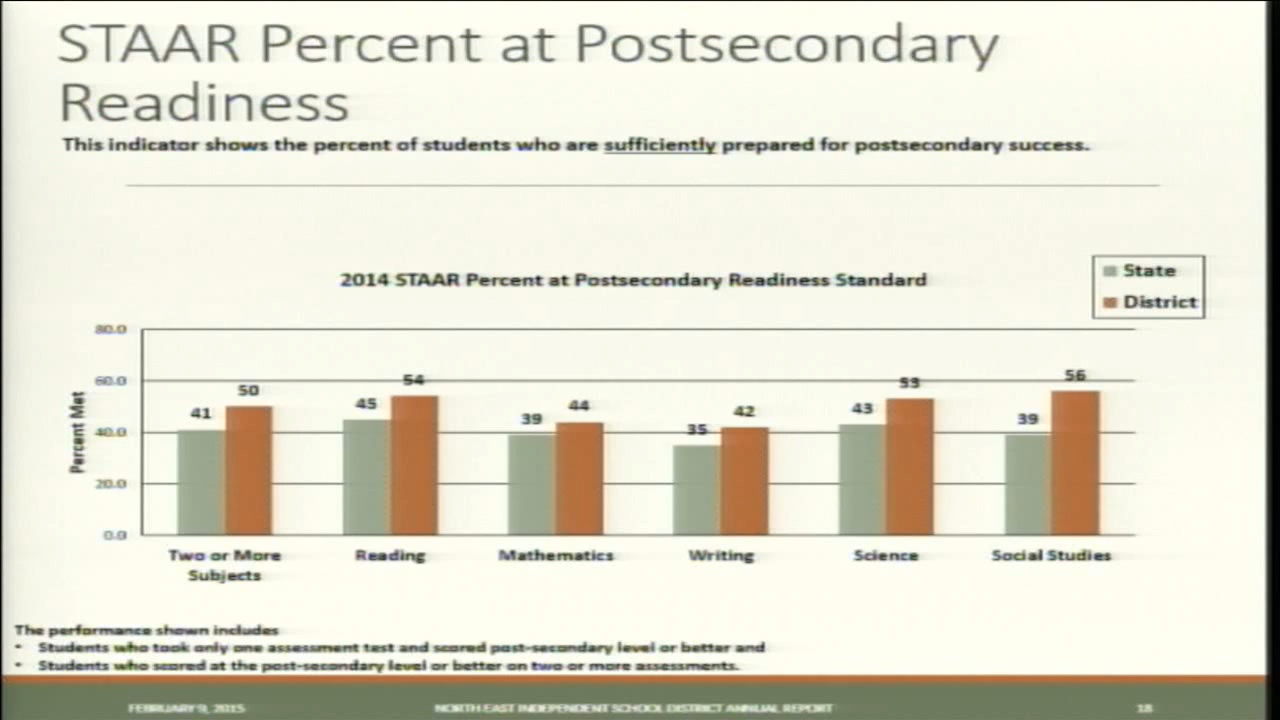 STAAR Percent at Postsecondary
Readiness
This indicator shows the percent of students who are sufficiently prepared for postsecondary success.
2014 STAAR Percent at Postsecondary Readiness Standard
State
District
Percent Met
80.0
60.0
40.0
20.0
0.0
41 50 45 54 39 44 35 42 43 53 39 56
Two or More Reading Mathematics Writing Science Social Studies
Subjects
The performance shown includes
• Students who took only one assessment test and scored post-secondary level or better and
• Students who scored at the post-secondary level or better on two or more assessments.
FEBRUARY 9, 2015 NORTH EAST INDEPENDENT SCHOOL DISTRICT ANNUAL REPORT 18